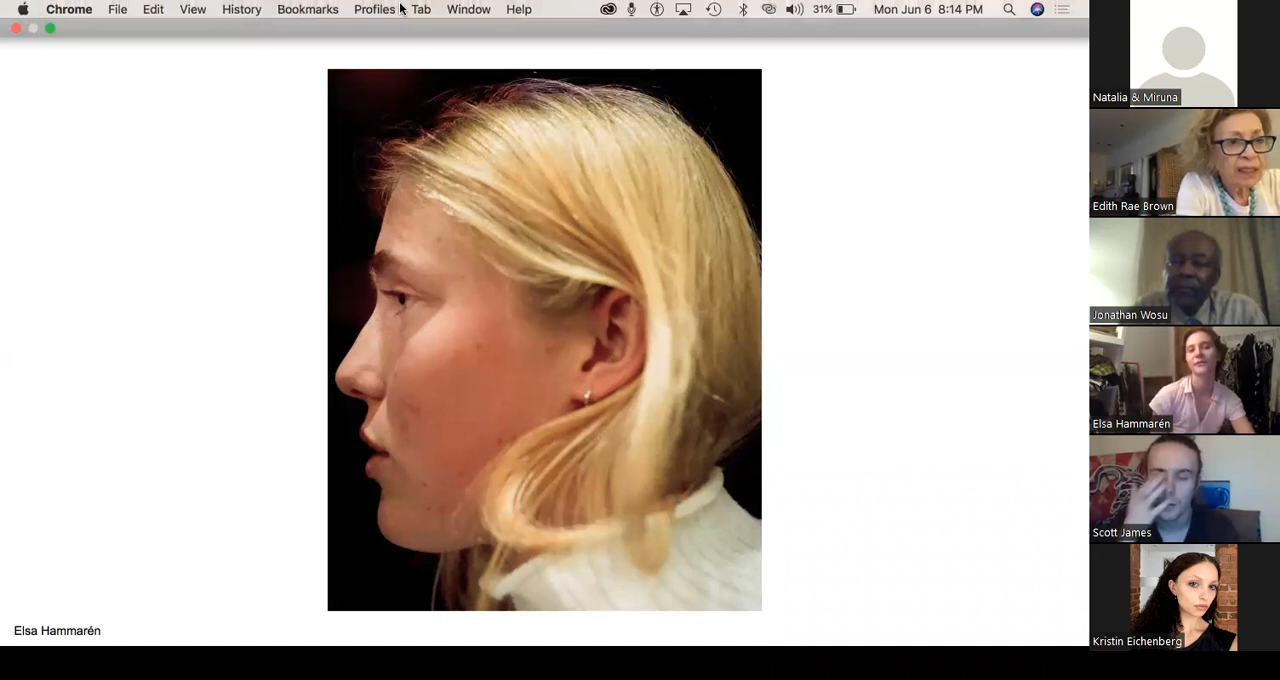 Chrome File Edit View History Bookmarks Profiles Tab Window Help 31% Mon Jun 6 8:14 PM
Natalia & Miruna
Edith Rae Brown
Jonathan Wosu
Elsa Hammarén
Scott James
Kristin Eichenberg
Elsa Hammarén